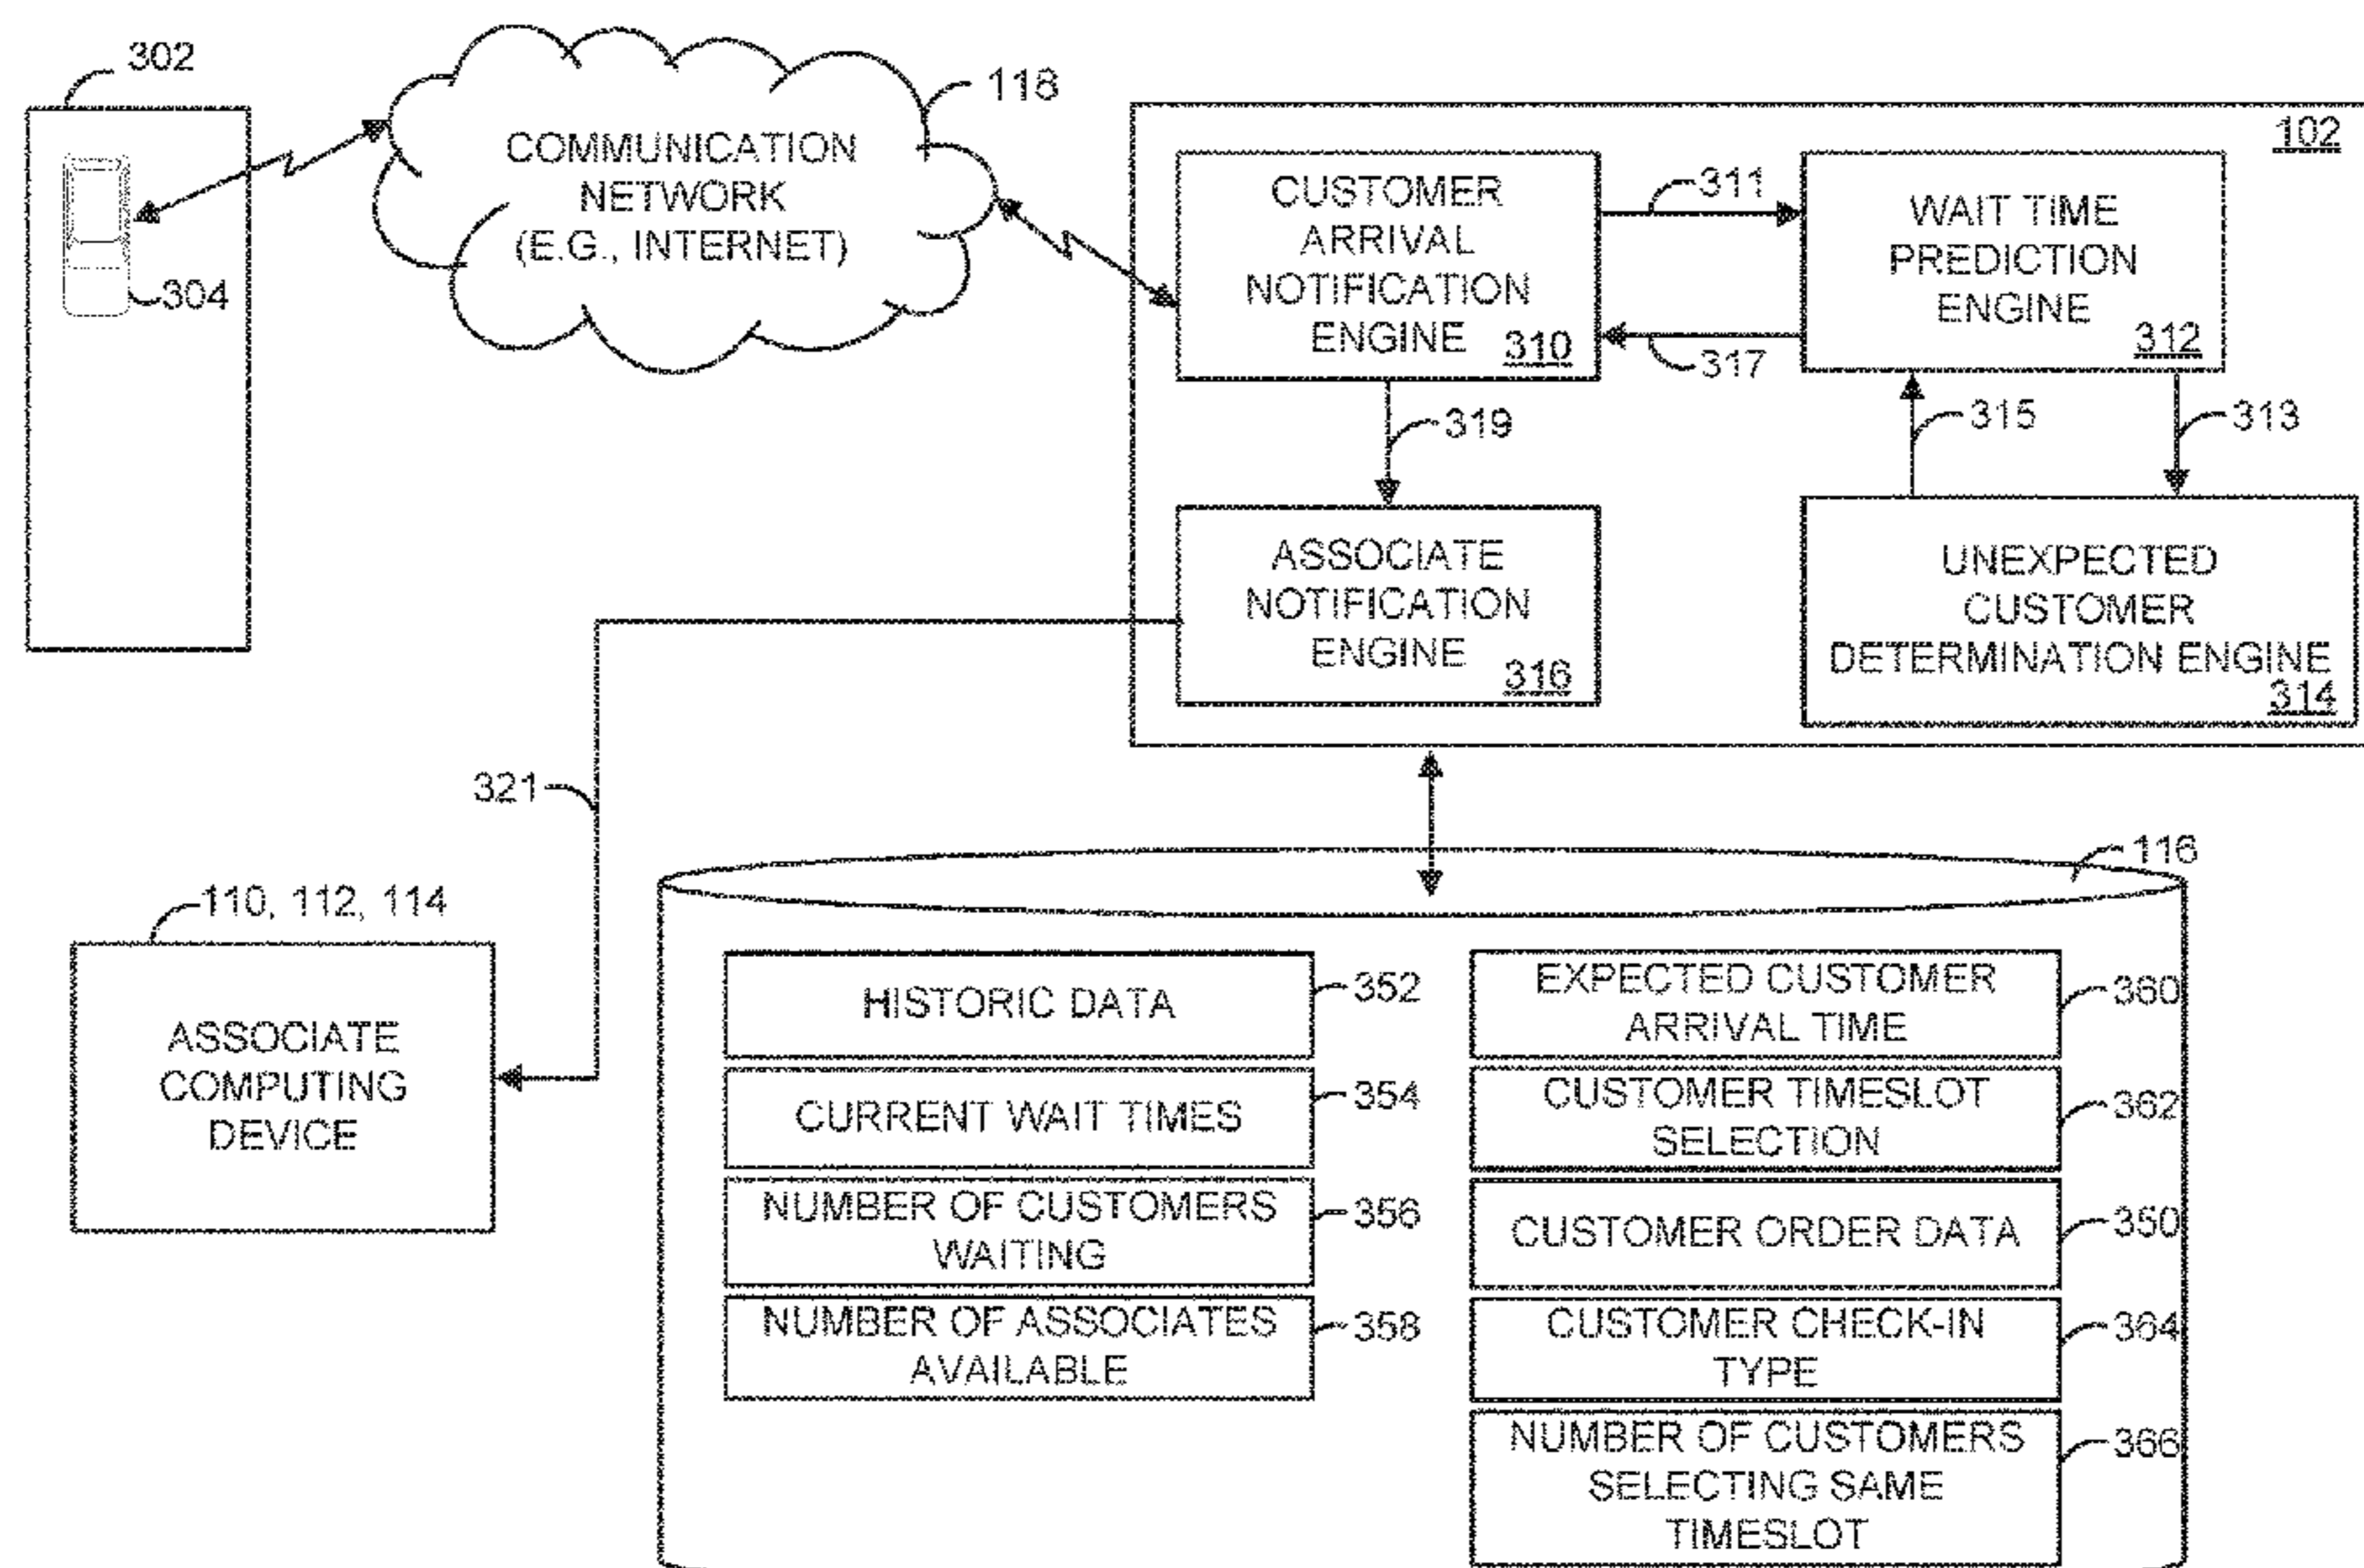 302
118
102
COMMUNICATION
NETWORK
(E.G., INTERNET)
304
CUSTOMER
ARRIVAL
NOTIFICATION
ENGINE
310
311
317
WAIT TIME
PREDICTION
ENGINE
312
319
315
313
ASSOCIATE
NOTIFICATION
ENGINE
316
UNEXPECTED
CUSTOMER
DETERMINATION ENGINE
314
321
116
110, 112, 114
ASSOCIATE
COMPUTING
DEVICE
HISTORIC DATA
352
CURRENT WAIT TIMES
354
NUMBER OF CUSTOMERS
WAITING
356
NUMBER OF ASSOCIATES
AVAILABLE
358
EXPECTED CUSTOMER
ARRIVAL TIME
360
CUSTOMER TIMESLOT
SELECTION
362
CUSTOMER ORDER DATA
350
CUSTOMER CHECK-IN
TYPE
364
NUMBER OF CUSTOMERS
SELECTING SAME
TIMESLOT
366